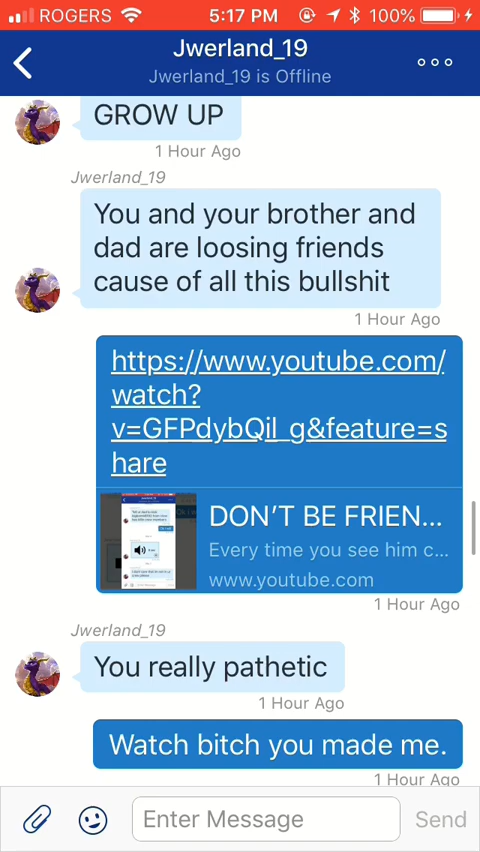 ROGERS 5:17 PM 100%
Jwerland_19
Jwerland_19 is Offline
GROW UP
1 Hour Ago
Jwerland_19
You and your brother and
dad are loosing friends
cause of all this bullshit
1 Hour Ago
https://www.youtube.com/
watch?
v=GFPdybQil_g&feature=s
hare
DON'T BE FRIEN...
Every time you see him c...
www.youtube.com
1 Hour Ago
Jwerland_19
You really pathetic
1 Hour Ago
Watch bitch you made me.
1 Hour Ago
Enter Message Send